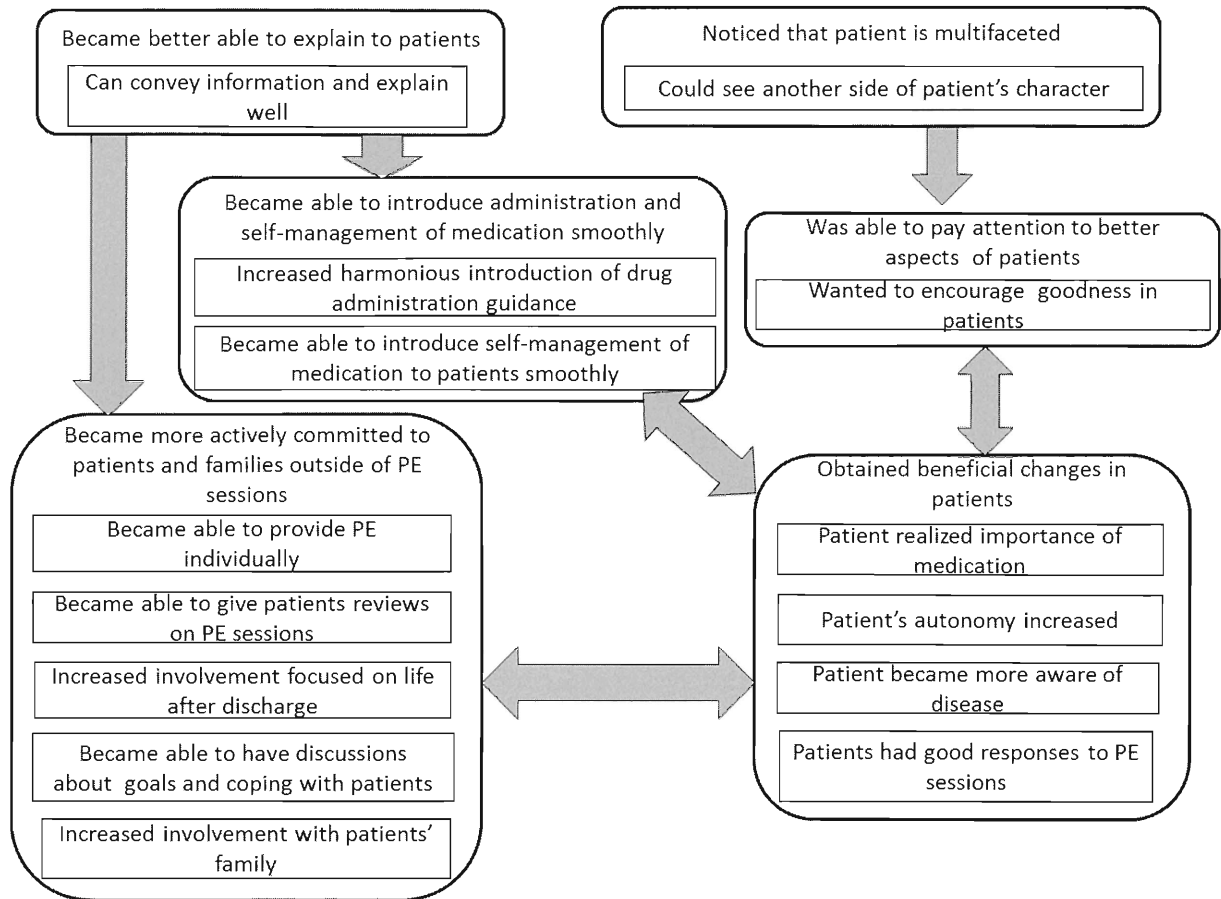 Became better able to explain to patients
Can convey information and explain
well
Noticed that patient is multifaceted
Could see another side of patient's character
Became able to introduce administration and
self-management of medication smoothly
Increased harmonious introduction of drug
administration guidance
Became able to introduce self-management of
medication to patients smoothly
Was able to pay attention to better
aspects of patients
Wanted to encourage goodness in
patients
Became more actively committed to
patients and families outside of PE
sessions
Became able to provide PE
individually
Became able to give patients reviews
on PE sessions
Increased involvement focused on life
after discharge
Became able to have discussions
about goals and coping with patients
Increased involvement with patients'
family
Obtained beneficial changes in
patients
Patient realized importance of
medication
Patient's autonomy increased
Patient became more aware of
disease
Patients had good responses to PE
sessions